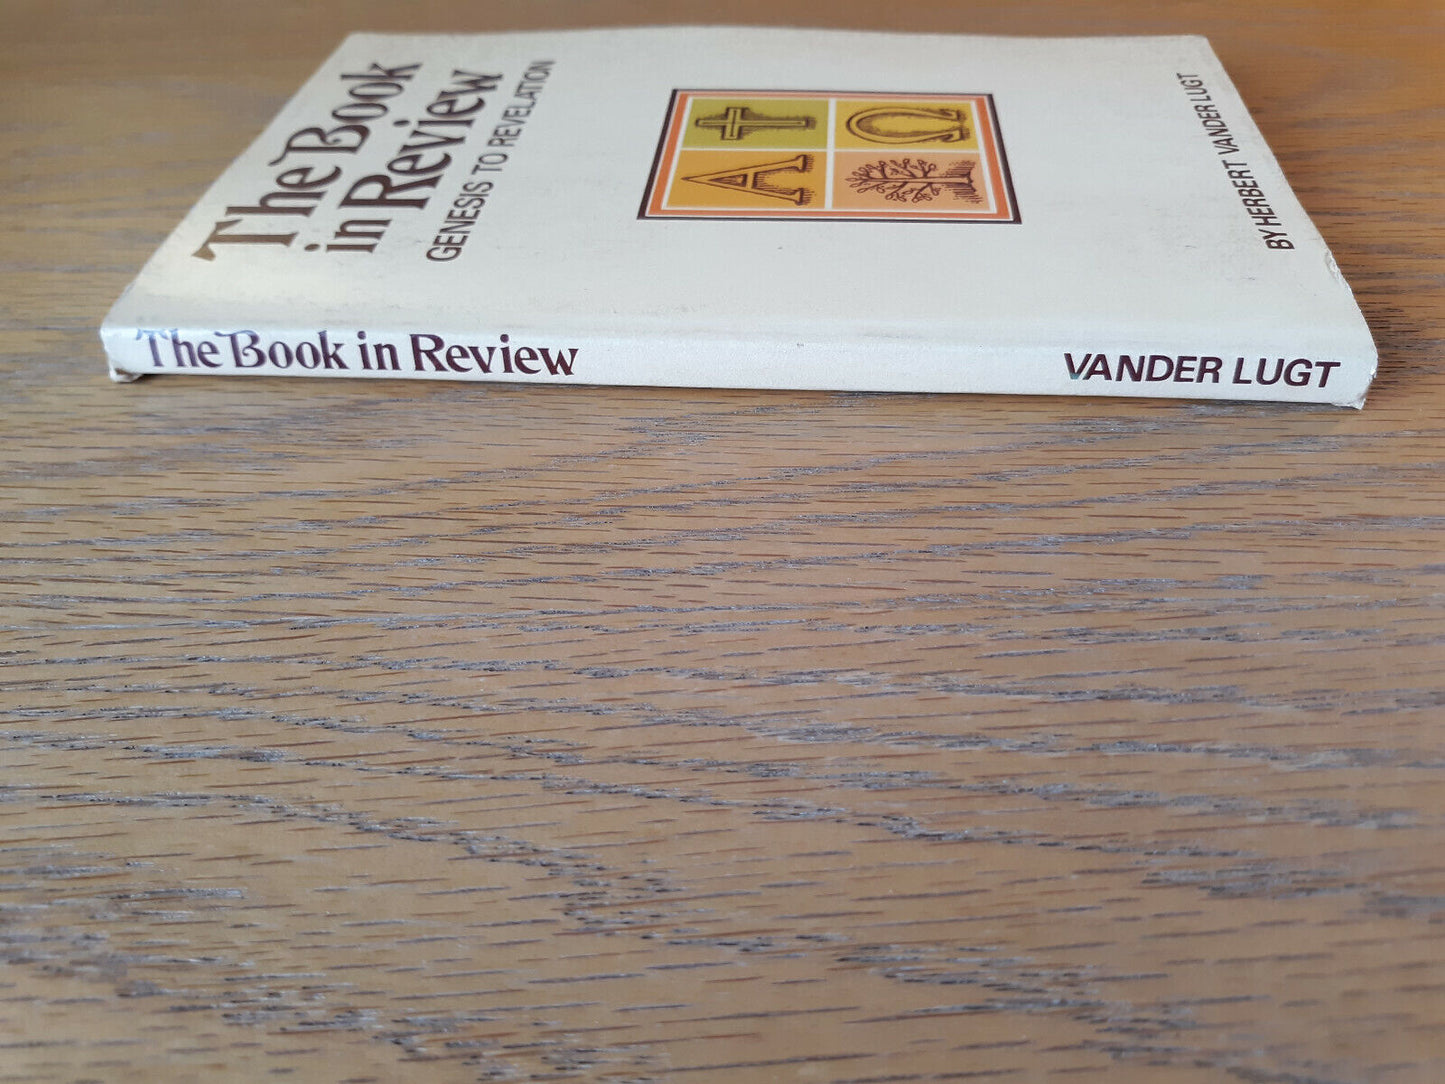 The Book
in Review
GENESIS TO REVELATION
Ω
A
BY HERBERT VANDER LUGT
The Book in Review
VANDER LUGT